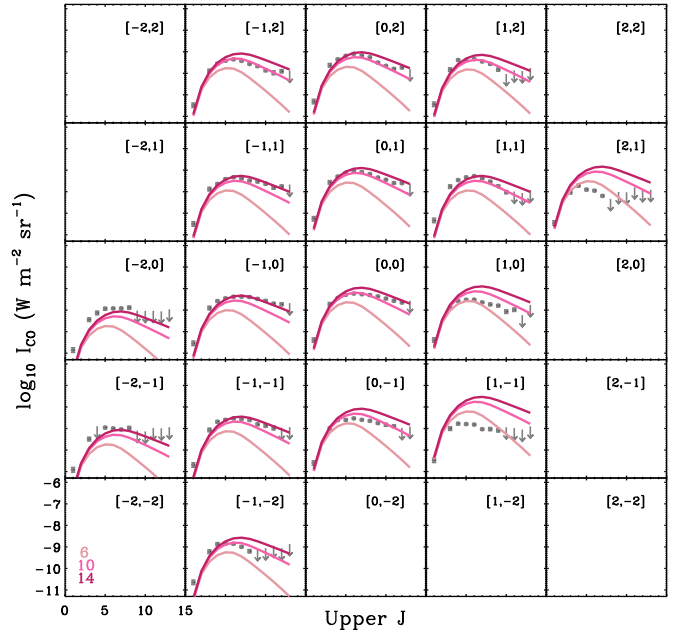 [-2,2] [-1,2] [0,2] [1,2] [2,2]
[-2,1] [-1,1] [0,1] [1,1] [2,1]
[-2,0] [-1,0] [0,0] [1,0] [2,0]
[-2,-1] [-1,-1] [0,-1] [1,-1] [2,-1]
[-2,-2] [-1,-2] [0,-2] [1,-2] [2,-2]
log₁₀ I_CO (W m⁻² sr⁻¹)
-6
-7
-8
-9
-10
-11
6
10
14
0 5 10 15
Upper J